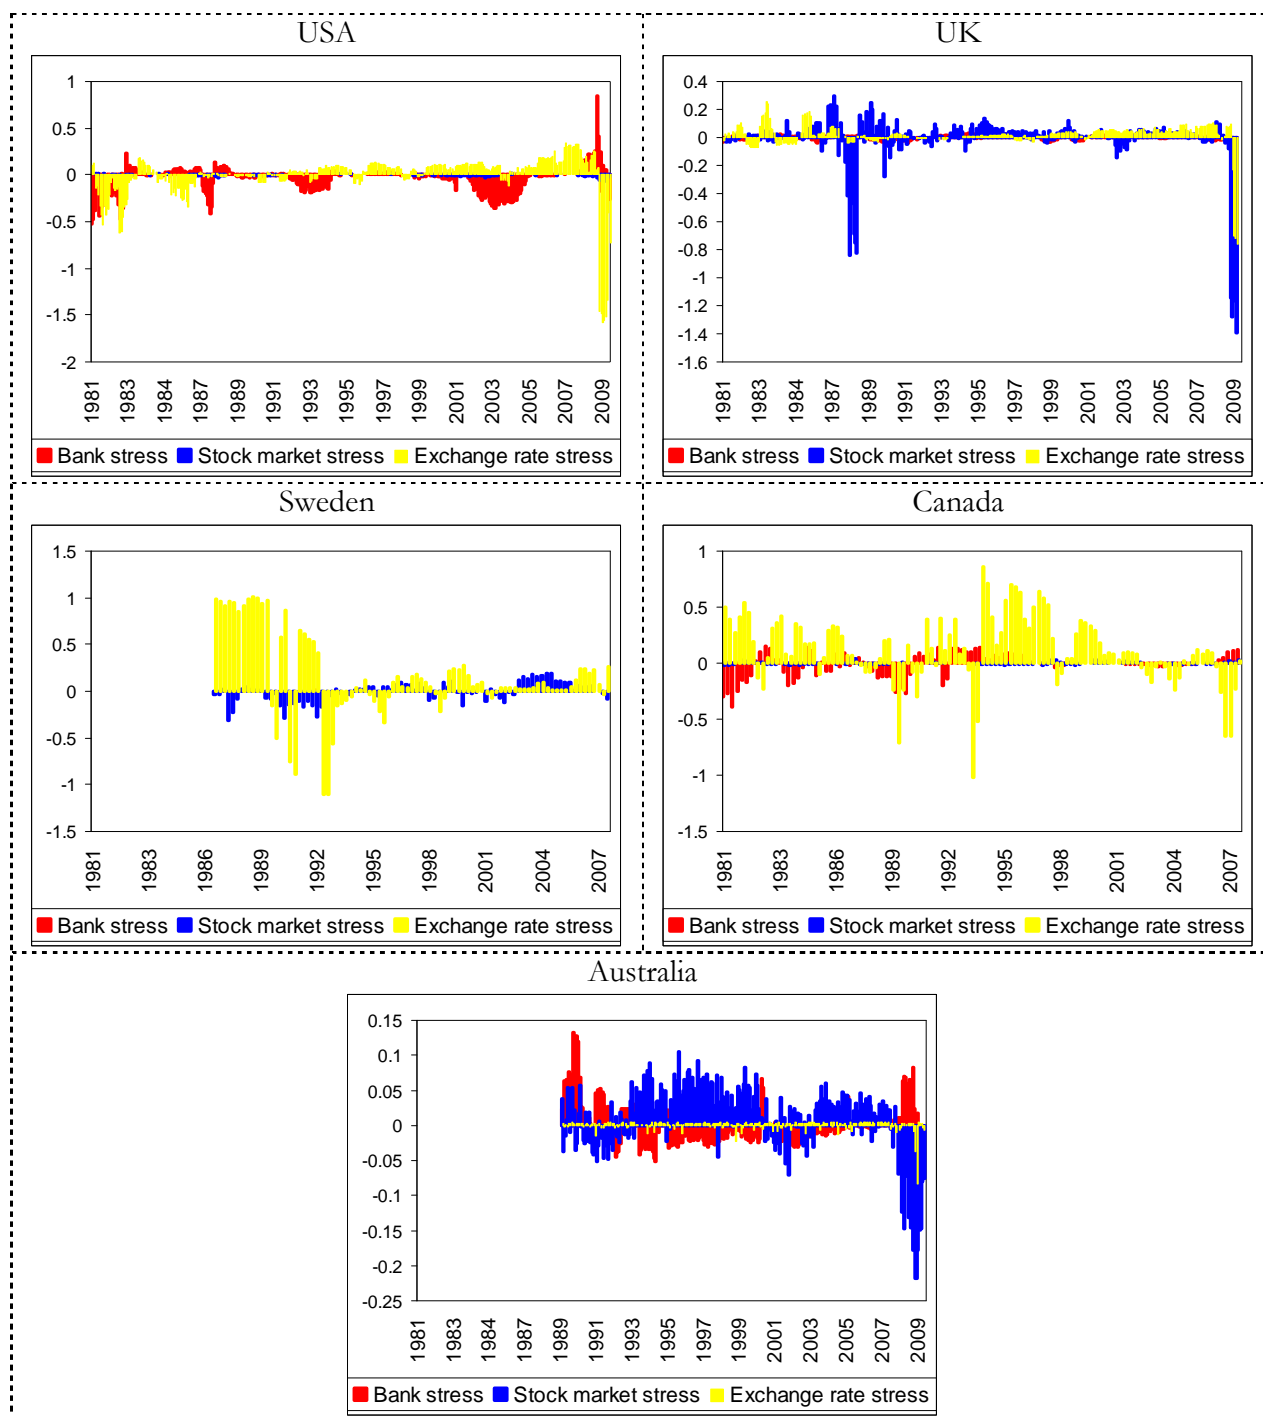 USA
1
0.5
0
-0.5
-1
-1.5
-2
1981 1983 1984 1987 1989 1991 1993 1995 1997 1999 2001 2003 2005 2007 2009
Bank stress Stock market stress Exchange rate stress
UK
0.4
0.2
0
-0.2
-0.4
-0.6
-0.8
-1
-1.2
-1.4
-1.6
1981 1983 1984 1987 1989 1991 1993 1995 1997 1999 2001 2003 2005 2007 2009
Bank stress Stock market stress Exchange rate stress
Sweden
1.5
1
0.5
0
-0.5
-1
-1.5
1981 1983 1986 1989 1992 1995 1998 2001 2004 2007
Bank stress Stock market stress Exchange rate stress
Canada
1
0.5
0
-0.5
-1
-1.5
1981 1983 1986 1989 1992 1995 1998 2001 2004 2007
Bank stress Stock market stress Exchange rate stress
Australia
0.15
0.1
0.05
0
-0.05
-0.1
-0.15
-0.2
-0.25
1981 1983 1984 1987 1989 1991 1993 1995 1997 1999 2001 2003 2005 2007 2009
Bank stress Stock market stress Exchange rate stress